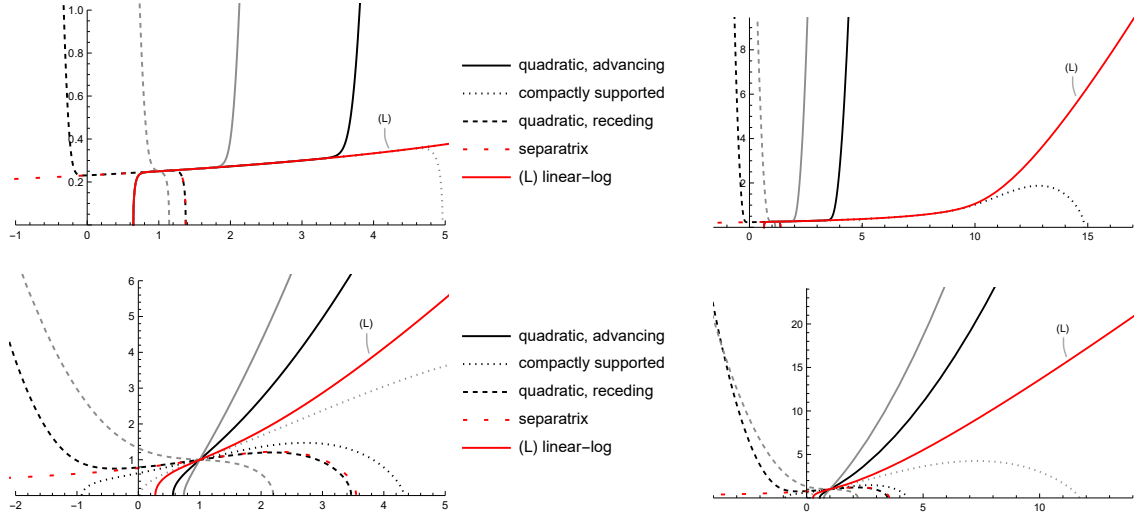 1.0
0.8
0.6
0.4
0.2
−1
0
1
2
3
4
5
(L)
quadratic, advancing
compactly supported
quadratic, receding
separatrix
(L) linear-log
8
6
4
2
0
5
10
15
(L)
6
5
4
3
2
1
−2
−1
0
1
2
3
4
5
(L)
quadratic, advancing
compactly supported
quadratic, receding
separatrix
(L) linear-log
20
15
10
5
0
5
10
(L)